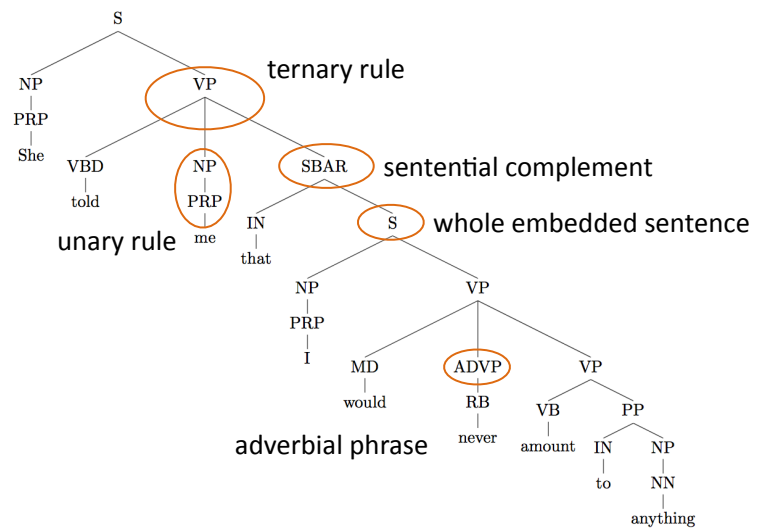 S
ternary rule
NP VP
PRP
She VBD NP SBAR sentential complement
told PRP
unary rule me IN S whole embedded sentence
that
NP VP
PRP
I MD ADVP VP
would RB VB PP
adverbial phrase never amount IN NP
to NN
anything